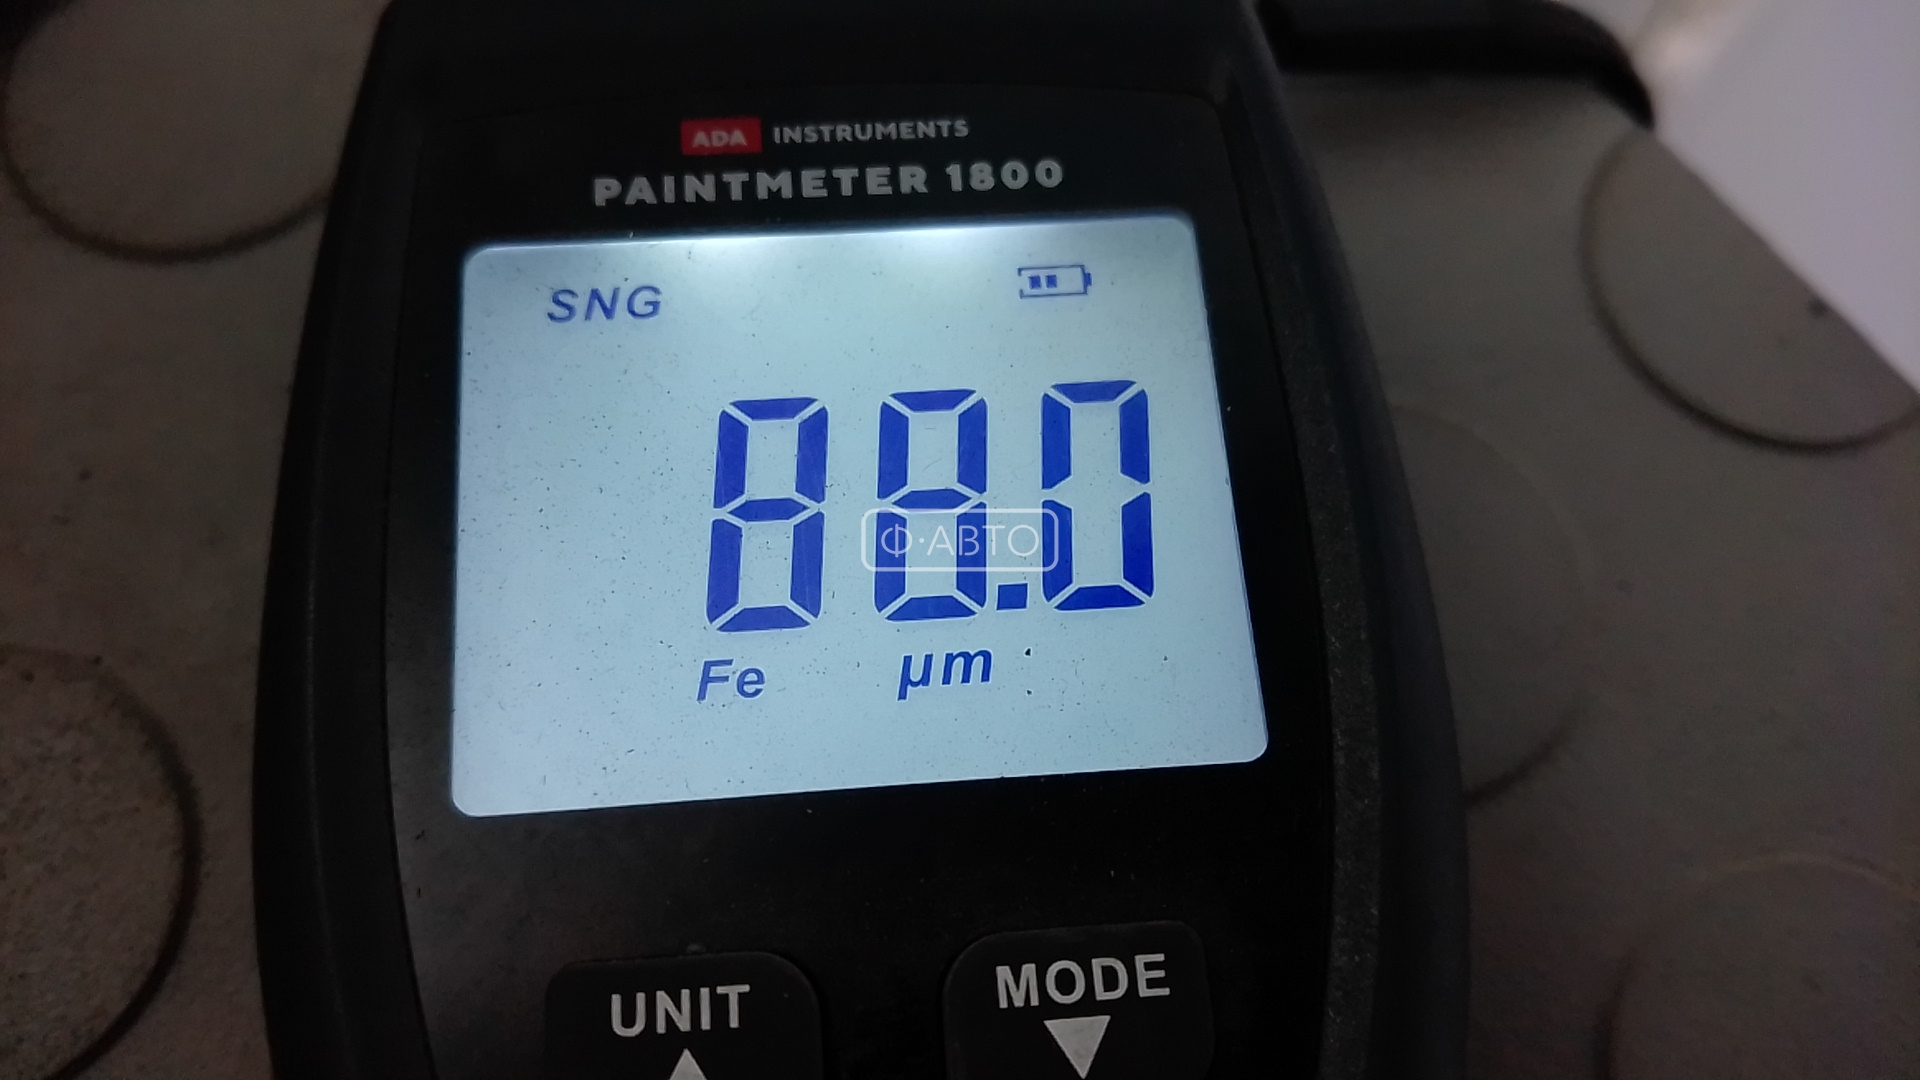 ADA INSTRUMENTS
PAINTMETER 1800
SNG
88.0
Ф·АВТО
Fe µm
UNIT MODE